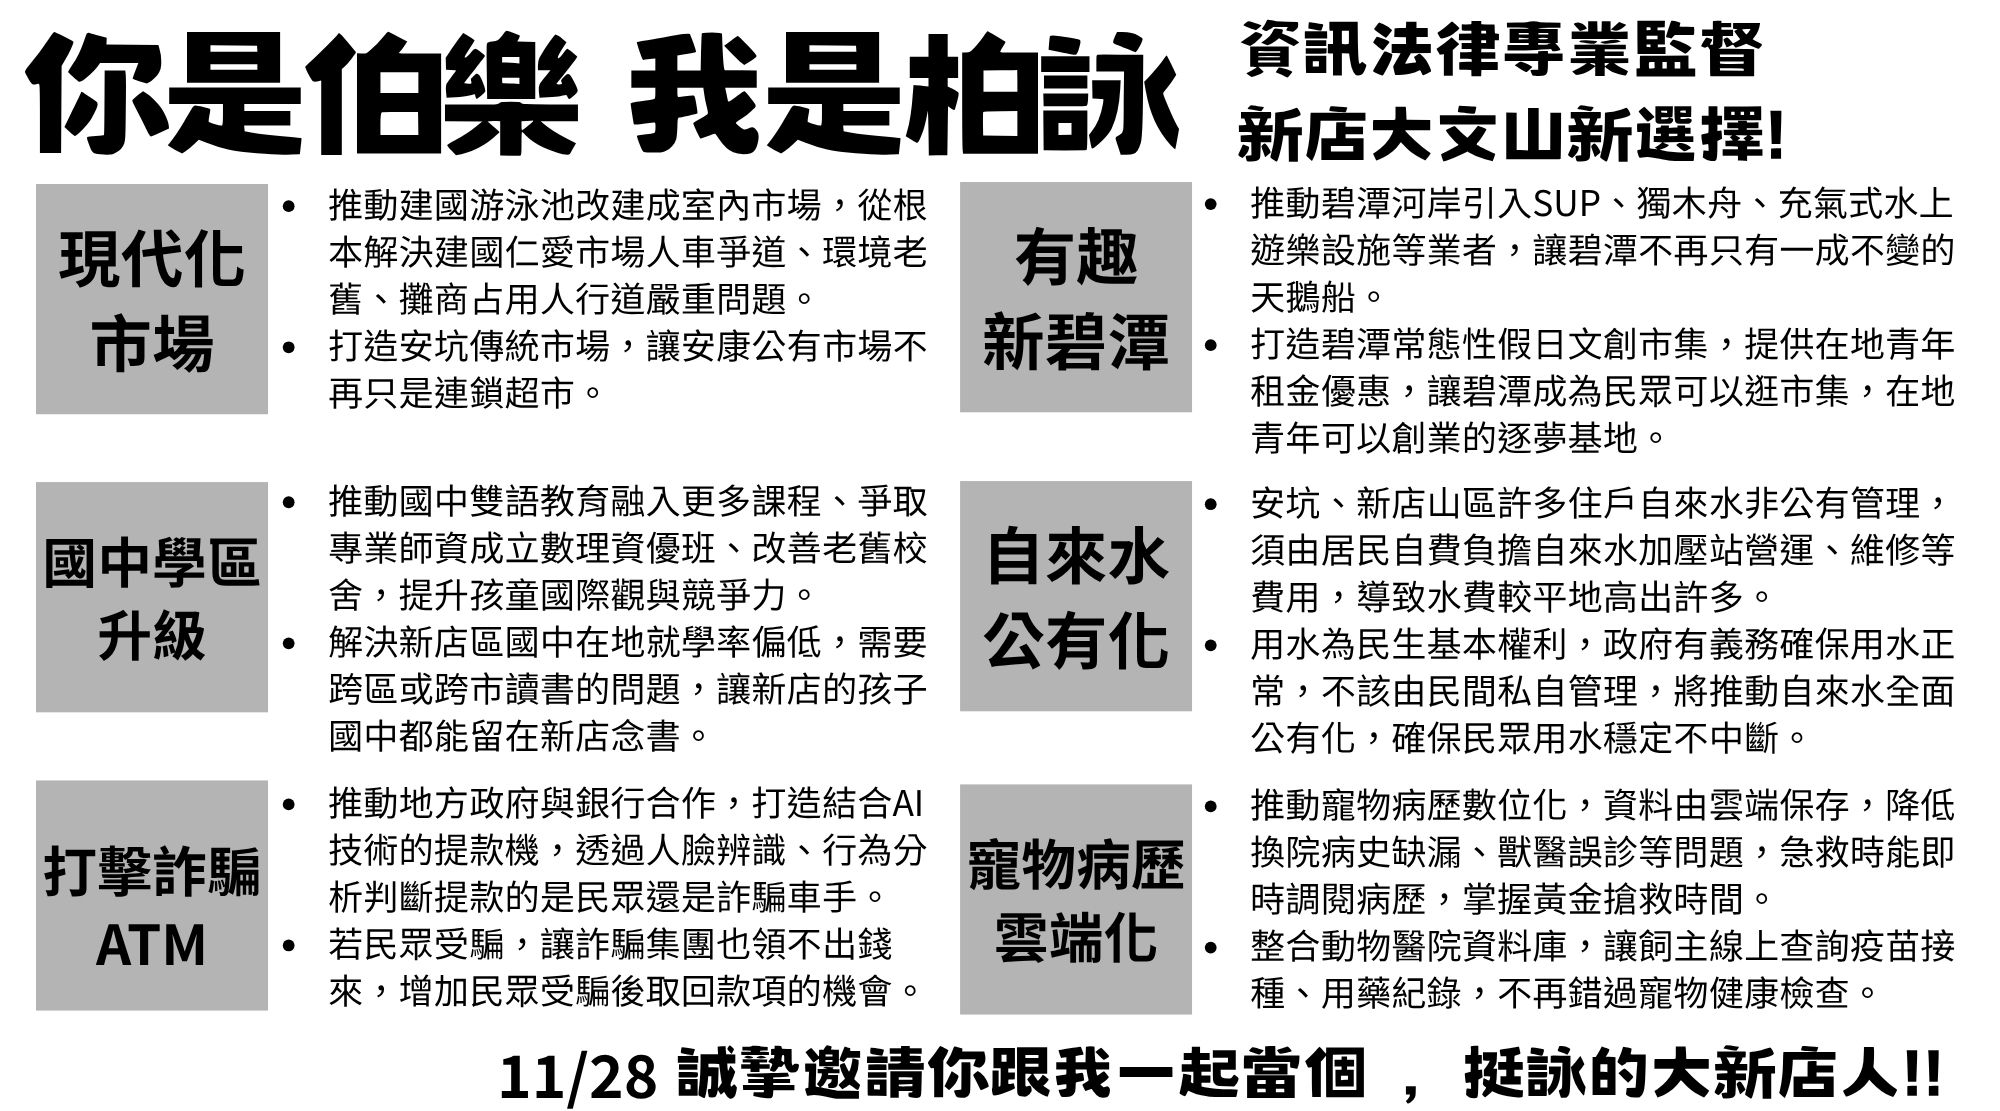 你是伯樂 我是柏詠
資訊法律專業監督
新店大文山新選擇!
現代化
市場
• 推動建國游泳池改建成室內市場，從根
本解決建國仁愛市場人車爭道、環境老
舊、攤商占用人行道嚴重問題。
• 打造安坑傳統市場，讓安康公有市場不
再只是連鎖超市。
有趣
新碧潭
• 推動碧潭河岸引入SUP、獨木舟、充氣式水上
遊樂設施等業者，讓碧潭不再只有一成不變的
天鵝船。
• 打造碧潭常態性假日文創市集，提供在地青年
租金優惠，讓碧潭成為民眾可以逛市集，在地
青年可以創業的逐夢基地。
國中學區
升級
• 推動國中雙語教育融入更多課程、爭取
專業師資成立數理資優班、改善老舊校
舍，提升孩童國際觀與競爭力。
• 解決新店區國中在地就學率偏低，需要
跨區或跨市讀書的問題，讓新店的孩子
國中都能留在新店念書。
自來水
公有化
• 安坑、新店山區許多住戶自來水非公有管理，
須由居民自費負擔自來水加壓站營運、維修等
費用，導致水費較平地高出許多。
• 用水為民生基本權利，政府有義務確保用水正
常，不該由民間私自管理，將推動自來水全面
公有化，確保民眾用水穩定不中斷。
打擊詐騙
ATM
• 推動地方政府與銀行合作，打造結合AI
技術的提款機，透過人臉辨識、行為分
析判斷提款的是民眾還是詐騙車手。
• 若民眾受騙，讓詐騙集團也領不出錢
來，增加民眾受騙後取回款項的機會。
寵物病歷
雲端化
• 推動寵物病歷數位化，資料由雲端保存，降低
換院病史缺漏、獸醫誤診等問題，急救時能即
時調閱病歷，掌握黃金搶救時間。
• 整合動物醫院資料庫，讓飼主線上查詢疫苗接
種、用藥紀錄，不再錯過寵物健康檢查。
11/28 誠摯邀請你跟我一起當個 ，挺詠的大新店人!!